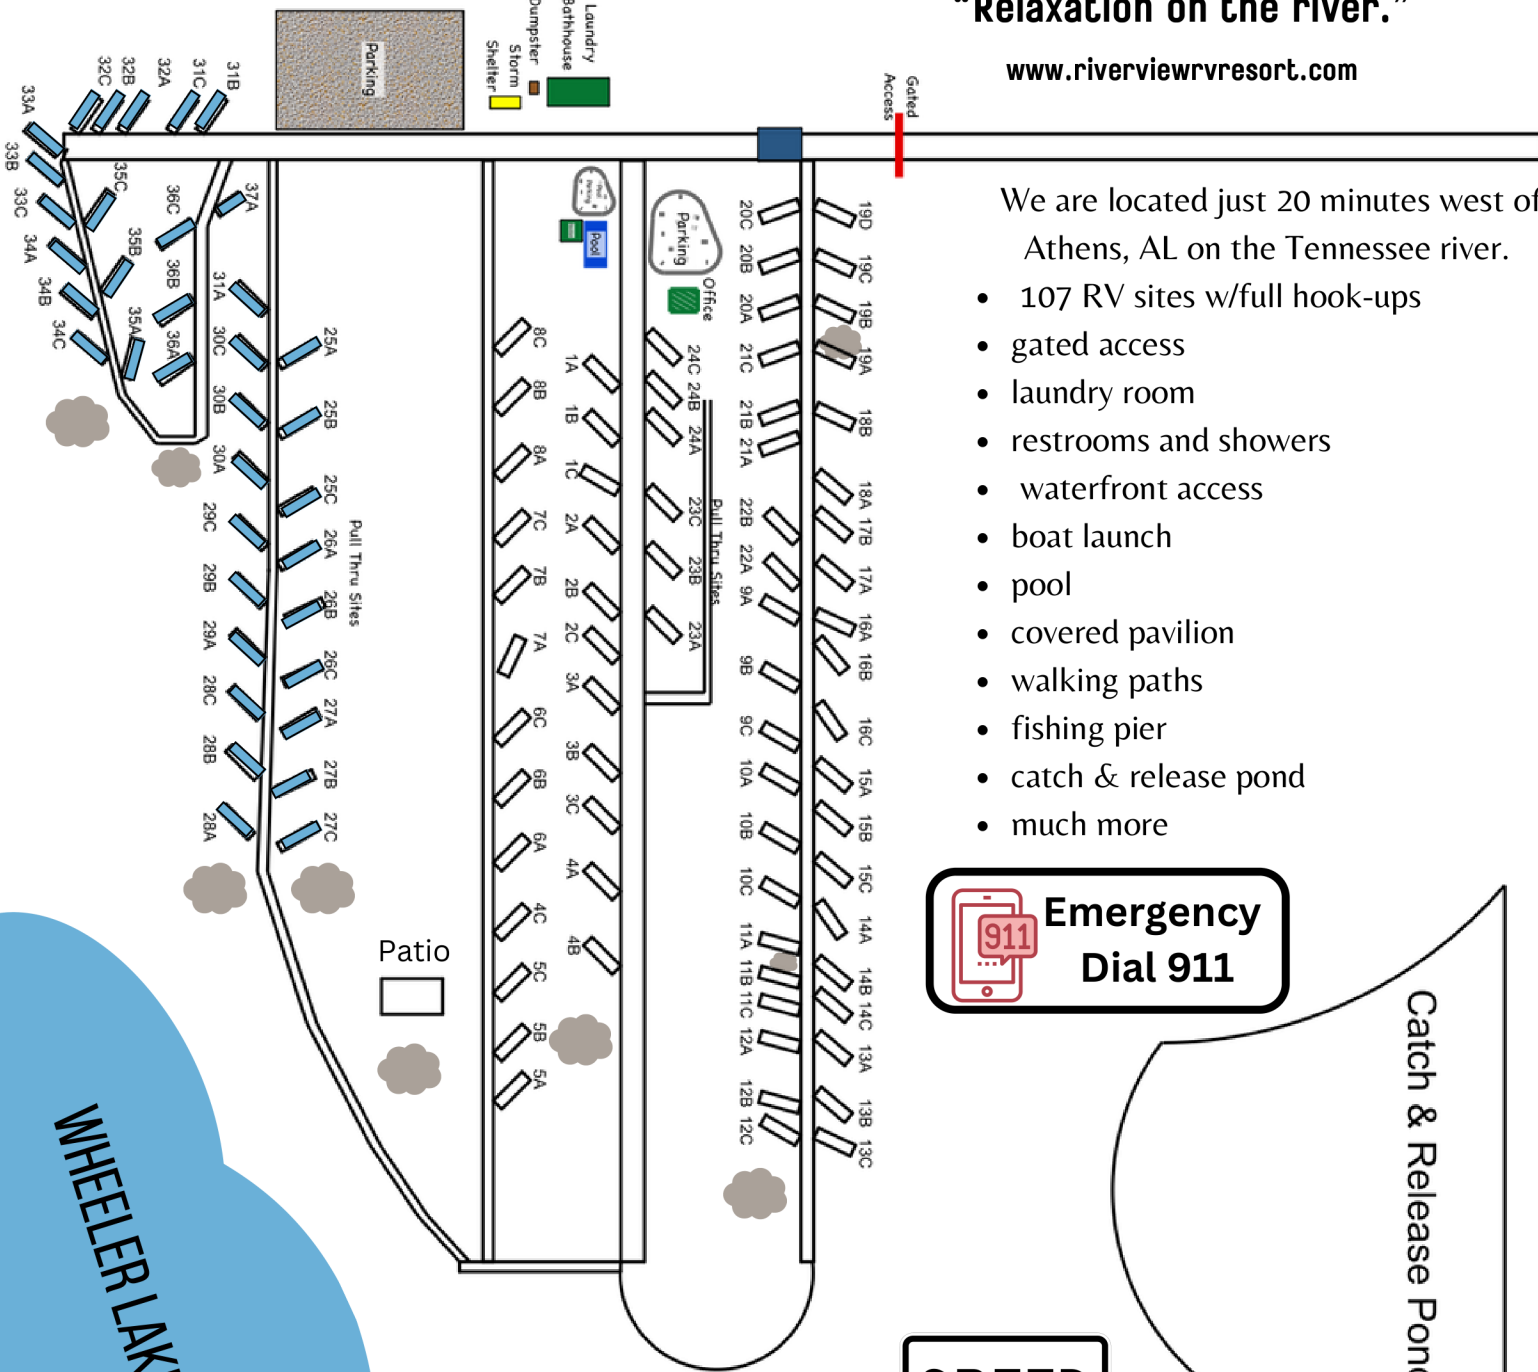 "Relaxation on the river."
www.riverviewrvresort.com
We are located just 20 minutes west of
Athens, AL on the Tennessee river.
• 107 RV sites w/full hook-ups
• gated access
• laundry room
• restrooms and showers
• waterfront access
• boat launch
• pool
• covered pavilion
• walking paths
• fishing pier
• catch & release pond
• much more
Emergency
Dial 911
911
Catch & Release Pond
Gated
Access
Laundry
Bathhouse
Dumpster
Storm
Shelter
Parking
Pool
Parking
Office
Pull Thru Sites
Pull Thru Sites
Patio
WHEELER LAK
33A
33B
33C
34A
34B
34C
32C
32B
32A
31C
31B
35C
35B
35A
36C
36B
36A
37A
31A
30C
30B
30A
29C
29B
29A
28C
28B
28A
25A
25B
25C
26A
26B
26C
27A
27B
27C
8C
8B
8A
7C
7B
7A
6C
6B
6A
4C
5C
5B
5A
1A
1B
1C
2A
2B
2C
3A
3B
3C
4A
4B
24C
24B
24A
23C
23B
23A
20C
20B
20A
21C
21B
21A
22B
22A
9A
9B
9C
10A
10B
10C
11A
11B
11C
12A
12B
12C
19D
19C
19B
19A
18B
18A
17B
17A
16A
16B
16C
15A
15B
15C
14A
14B
14C
13A
13B
13C